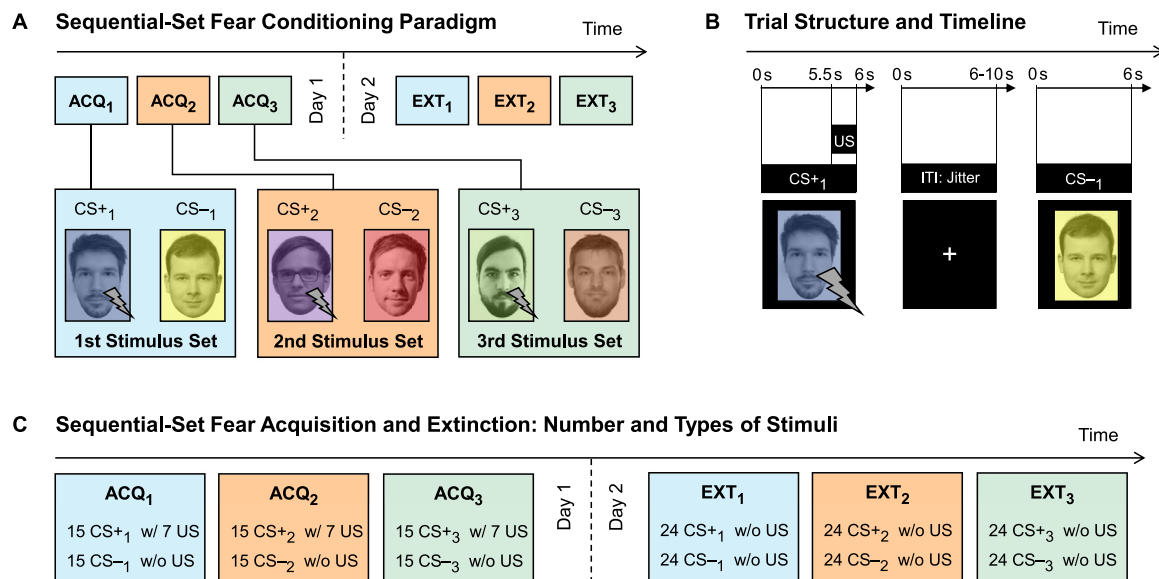 A Sequential-Set Fear Conditioning Paradigm
Time
ACQ1 ACQ2 ACQ3 Day 1 Day 2 EXT1 EXT2 EXT3
CS+1 CS–1 CS+2 CS–2 CS+3 CS–3
1st Stimulus Set 2nd Stimulus Set 3rd Stimulus Set
B Trial Structure and Timeline
Time
0s 5.5s 6s 0s 6-10s 0s 6s
US
CS+1 ITI: Jitter CS–1
+
C Sequential-Set Fear Acquisition and Extinction: Number and Types of Stimuli
Time
ACQ1 ACQ2 ACQ3 Day 1 Day 2 EXT1 EXT2 EXT3
15 CS+1 w/ 7 US 15 CS+2 w/ 7 US 15 CS+3 w/ 7 US 24 CS+1 w/o US 24 CS+2 w/o US 24 CS+3 w/o US
15 CS–1 w/o US 15 CS–2 w/o US 15 CS–3 w/o US 24 CS–1 w/o US 24 CS–2 w/o US 24 CS–3 w/o US